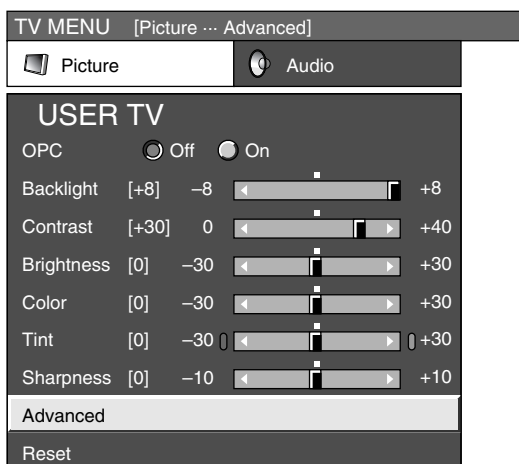 TV MENU [Picture ··· Advanced]
Picture Audio
USER TV
OPC Off On
Backlight [+8] –8 +8
Contrast [+30] 0 +40
Brightness [0] –30 +30
Color [0] –30 +30
Tint [0] –30 +30
Sharpness [0] –10 +10
Advanced
Reset